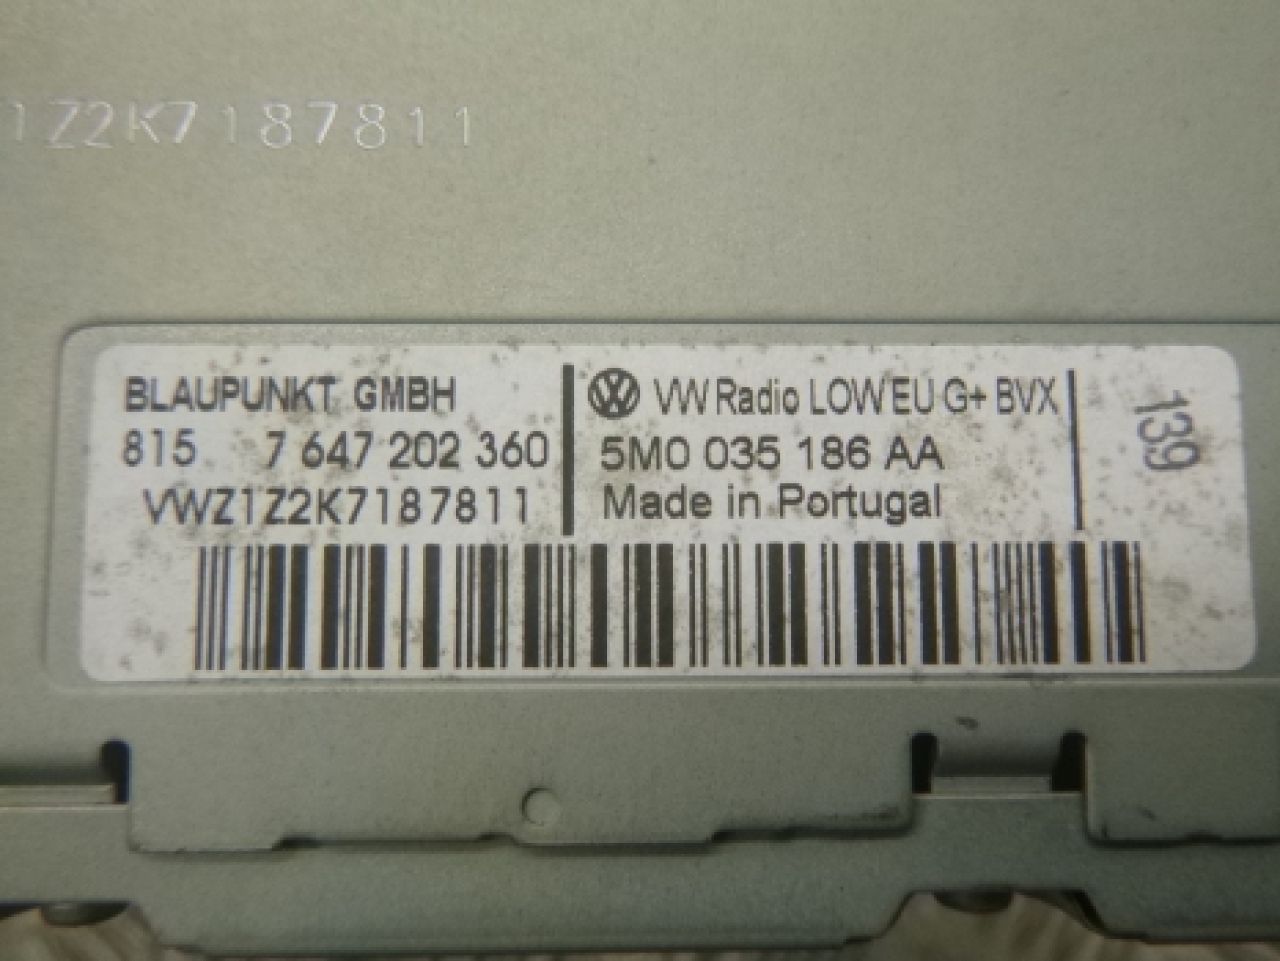 1Z2K7187811
BLAUPUNKT GMBH
815 7 647 202 360
VWZ1Z2K7187811
VW Radio LOW EU G+ BVX
5M0 035 186 AA
Made in Portugal
139